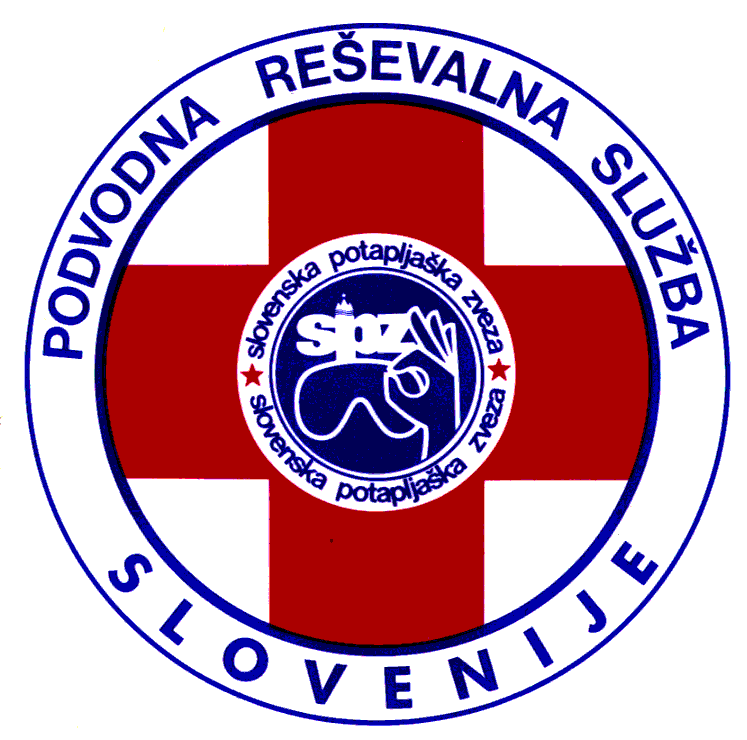 PODVODNA REŠEVALNA SLUŽBA
SLOVENIJE
slovenska potapljaška zveza
spz
slovenska potapljaška zveza